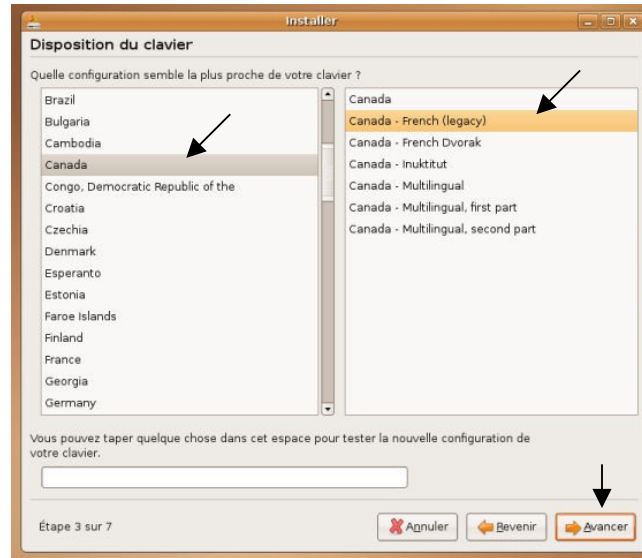 Installer
Disposition du clavier
Quelle configuration semble la plus proche de votre clavier ?
Brazil
Bulgaria
Cambodia
Canada
Congo, Democratic Republic of the
Croatia
Czechia
Denmark
Esperanto
Estonia
Faroe Islands
Finland
France
Georgia
Germany
Canada
Canada - French (legacy)
Canada - French Dvorak
Canada - Inuktitut
Canada - Multilingual
Canada - Multilingual, first part
Canada - Multilingual, second part
Vous pouvez taper quelque chose dans cet espace pour tester la nouvelle configuration de
votre clavier.
Étape 3 sur 7
Annuler
Revenir
Avancer